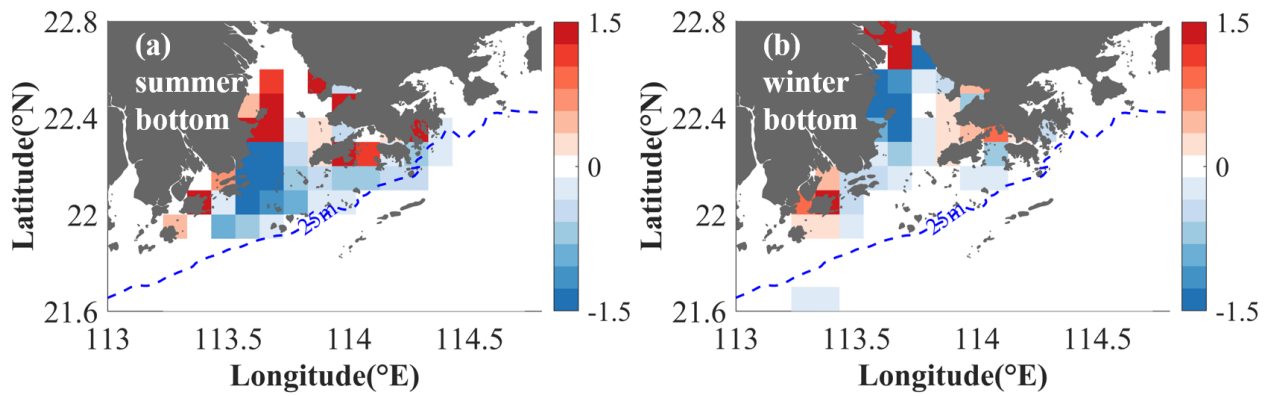 22.8
22.4
22
21.6
Latitude(°N)
(a)
summer
bottom
25m
113
113.5
114
114.5
Longitude(°E)
1.5
0
-1.5
22.8
22.4
22
21.6
Latitude(°N)
(b)
winter
bottom
25m
113
113.5
114
114.5
Longitude(°E)
1.5
0
-1.5